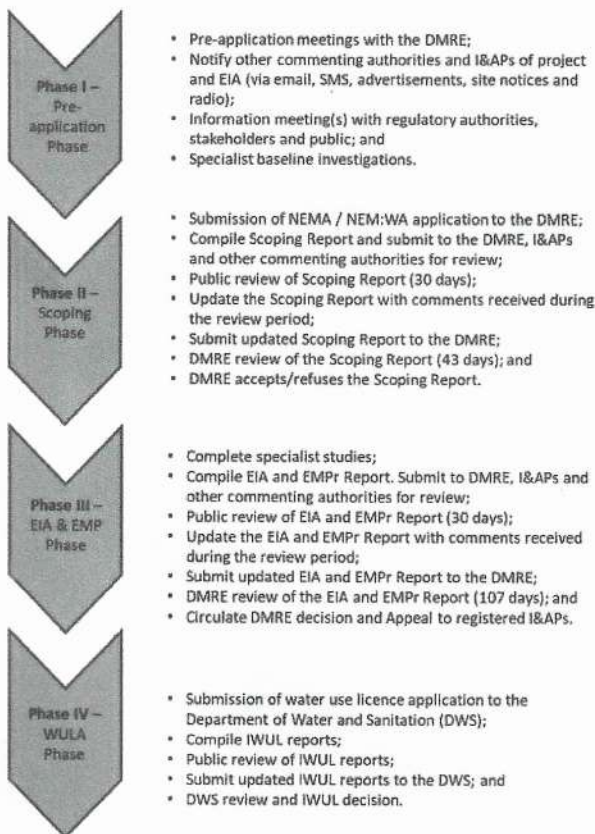 Phase I –
Pre-
application
Phase
• Pre-application meetings with the DMRE;
• Notify other commenting authorities and I&APs of project
and EIA (via email, SMS, advertisements, site notices and
radio);
• Information meeting(s) with regulatory authorities,
stakeholders and public; and
• Specialist baseline investigations.
Phase II –
Scoping
Phase
• Submission of NEMA / NEM:WA application to the DMRE;
• Compile Scoping Report and submit to the DMRE, I&APs
and other commenting authorities for review;
• Public review of Scoping Report (30 days);
• Update the Scoping Report with comments received during
the review period;
• Submit updated Scoping Report to the DMRE;
• DMRE review of the Scoping Report (43 days); and
• DMRE accepts/refuses the Scoping Report.
Phase III –
EIA & EMP
Phase
• Complete specialist studies;
• Compile EIA and EMPr Report. Submit to DMRE, I&APs and
other commenting authorities for review;
• Public review of EIA and EMPr Report (30 days);
• Update the EIA and EMPr Report with comments received
during the review period;
• Submit updated EIA and EMPr Report to the DMRE;
• DMRE review of the EIA and EMPr Report (107 days); and
• Circulate DMRE decision and Appeal to registered I&APs.
Phase IV –
WULA
Phase
• Submission of water use licence application to the
Department of Water and Sanitation (DWS);
• Compile IWUL reports;
• Public review of IWUL reports;
• Submit updated IWUL reports to the DWS; and
• DWS review and IWUL decision.